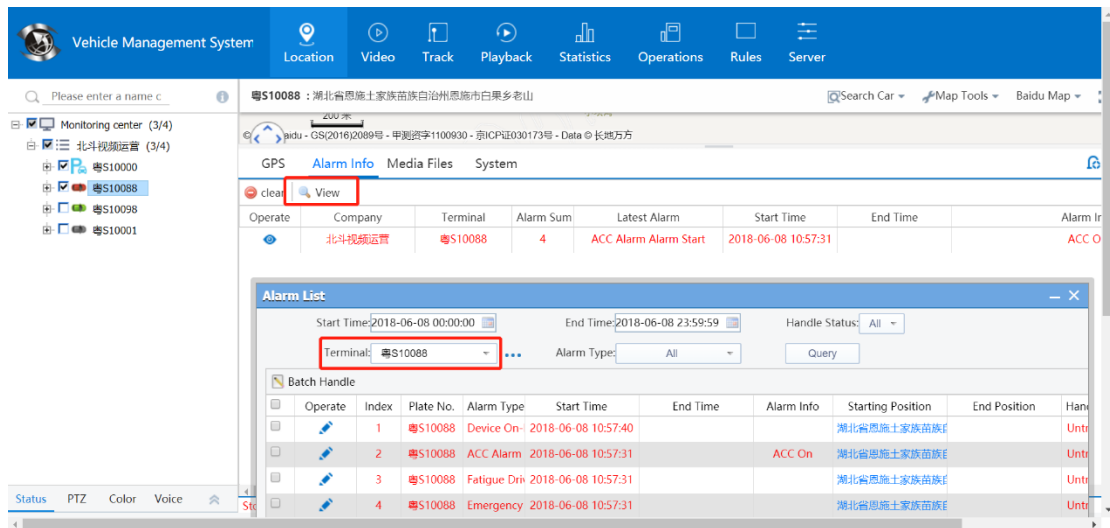 Vehicle Management System
Location Video Track Playback Statistics Operations Rules Server
Please enter a name c
粤S10088 : 湖北省恩施土家族苗族自治州恩施市白果乡老山
Search Car Map Tools Baidu Map
Monitoring center (3/4)
北斗视频运营 (3/4)
粤S10000
粤S10088
粤S10098
粤S10001
200 米
aidu - GS(2016)2089号 - 甲测资字1100930 - 京ICP证030173号 - Data © 长地万方
GPS Alarm Info Media Files System
clear View
Operate Company Terminal Alarm Sum Latest Alarm Start Time End Time Alarm In
北斗视频运营 粤S10088 4 ACC Alarm Alarm Start 2018-06-08 10:57:31 ACC O
Alarm List
Start Time:2018-06-08 00:00:00 End Time:2018-06-08 23:59:59 Handle Status: All
Terminal: 粤S10088 ... Alarm Type: All Query
Batch Handle
Operate Index Plate No. Alarm Type Start Time End Time Alarm Info Starting Position End Position Hand
1 粤S10088 Device On- 2018-06-08 10:57:40 湖北省恩施土家族苗族自 Untr
2 粤S10088 ACC Alarm 2018-06-08 10:57:31 ACC On 湖北省恩施土家族苗族自 Untr
3 粤S10088 Fatigue Driv 2018-06-08 10:57:31 湖北省恩施土家族苗族自 Untr
4 粤S10088 Emergency 2018-06-08 10:57:31 湖北省恩施土家族苗族自 Untr
Status PTZ Color Voice
Sto